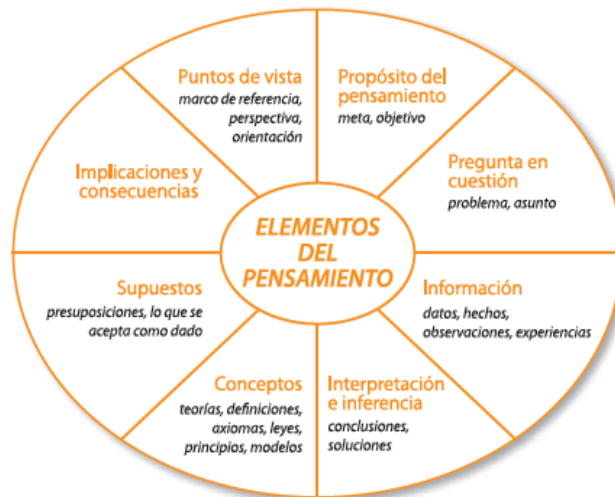 Puntos de vista
marco de referencia,
perspectiva,
orientación
Propósito del
pensamiento
meta, objetivo
Pregunta en
cuestión
problema, asunto
Información
datos, hechos,
observaciones, experiencias
Interpretación
e inferencia
conclusiones,
soluciones
Conceptos
teorías, definiciones,
axiomas, leyes,
principios, modelos
Supuestos
presuposiciones, lo que se
acepta como dado
Implicaciones y
consecuencias
ELEMENTOS
DEL
PENSAMIENTO